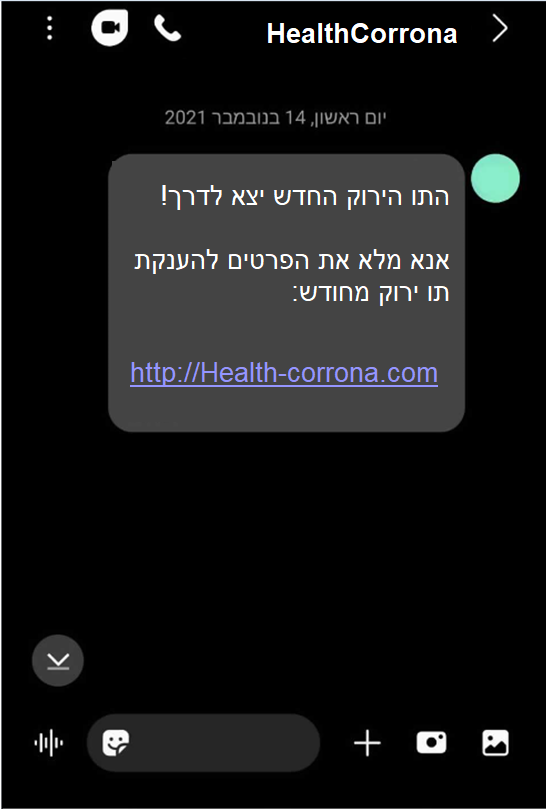 HealthCorrona
יום ראשון, 14 בנובמבר 2021
התו הירוק החדש יצא לדרך!
אנא מלא את הפרטים להענקת
תו ירוק מחודש:
http://Health-corrona.com